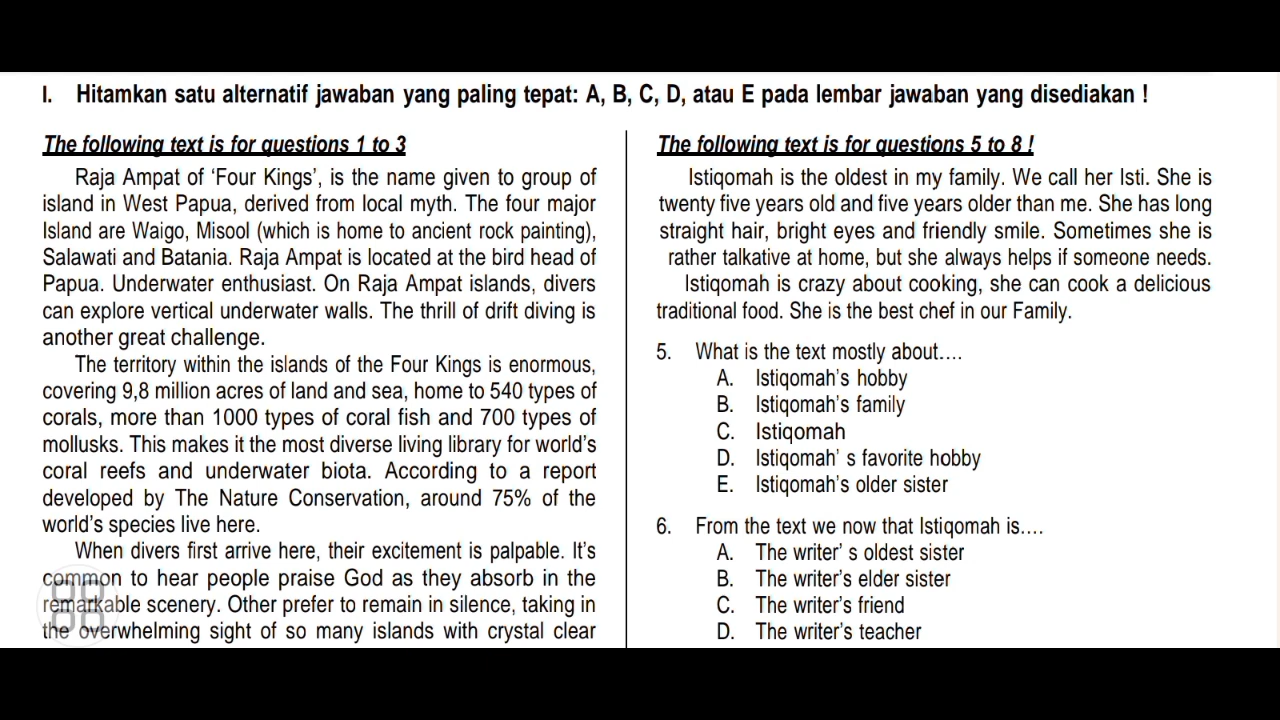 I. Hitamkan satu alternatif jawaban yang paling tepat: A, B, C, D, atau E pada lembar jawaban yang disediakan !
The following text is for questions 1 to 3
Raja Ampat of ‘Four Kings’, is the name given to group of
island in West Papua, derived from local myth. The four major
Island are Waigo, Misool (which is home to ancient rock painting),
Salawati and Batania. Raja Ampat is located at the bird head of
Papua. Underwater enthusiast. On Raja Ampat islands, divers
can explore vertical underwater walls. The thrill of drift diving is
another great challenge.
The territory within the islands of the Four Kings is enormous,
covering 9,8 million acres of land and sea, home to 540 types of
corals, more than 1000 types of coral fish and 700 types of
mollusks. This makes it the most diverse living library for world’s
coral reefs and underwater biota. According to a report
developed by The Nature Conservation, around 75% of the
world’s species live here.
When divers first arrive here, their excitement is palpable. It’s
common to hear people praise God as they absorb in the
remarkable scenery. Other prefer to remain in silence, taking in
the overwhelming sight of so many islands with crystal clear
The following text is for questions 5 to 8 !
Istiqomah is the oldest in my family. We call her Isti. She is
twenty five years old and five years older than me. She has long
straight hair, bright eyes and friendly smile. Sometimes she is
rather talkative at home, but she always helps if someone needs.
Istiqomah is crazy about cooking, she can cook a delicious
traditional food. She is the best chef in our Family.
5. What is the text mostly about....
A. Istiqomah’s hobby
B. Istiqomah’s family
C. Istiqomah
D. Istiqomah’ s favorite hobby
E. Istiqomah’s older sister
6. From the text we now that Istiqomah is....
A. The writer’ s oldest sister
B. The writer’s elder sister
C. The writer’s friend
D. The writer’s teacher